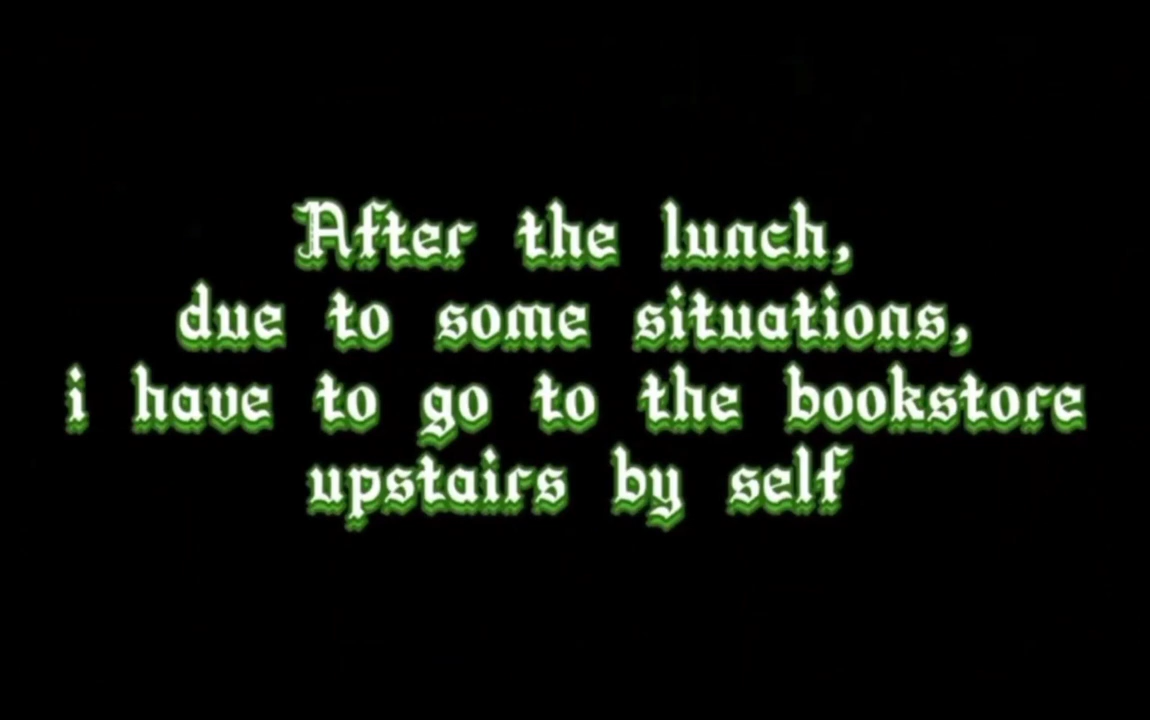 After the lunch,
due to some situations,
i have to go to the bookstore
upstairs by self